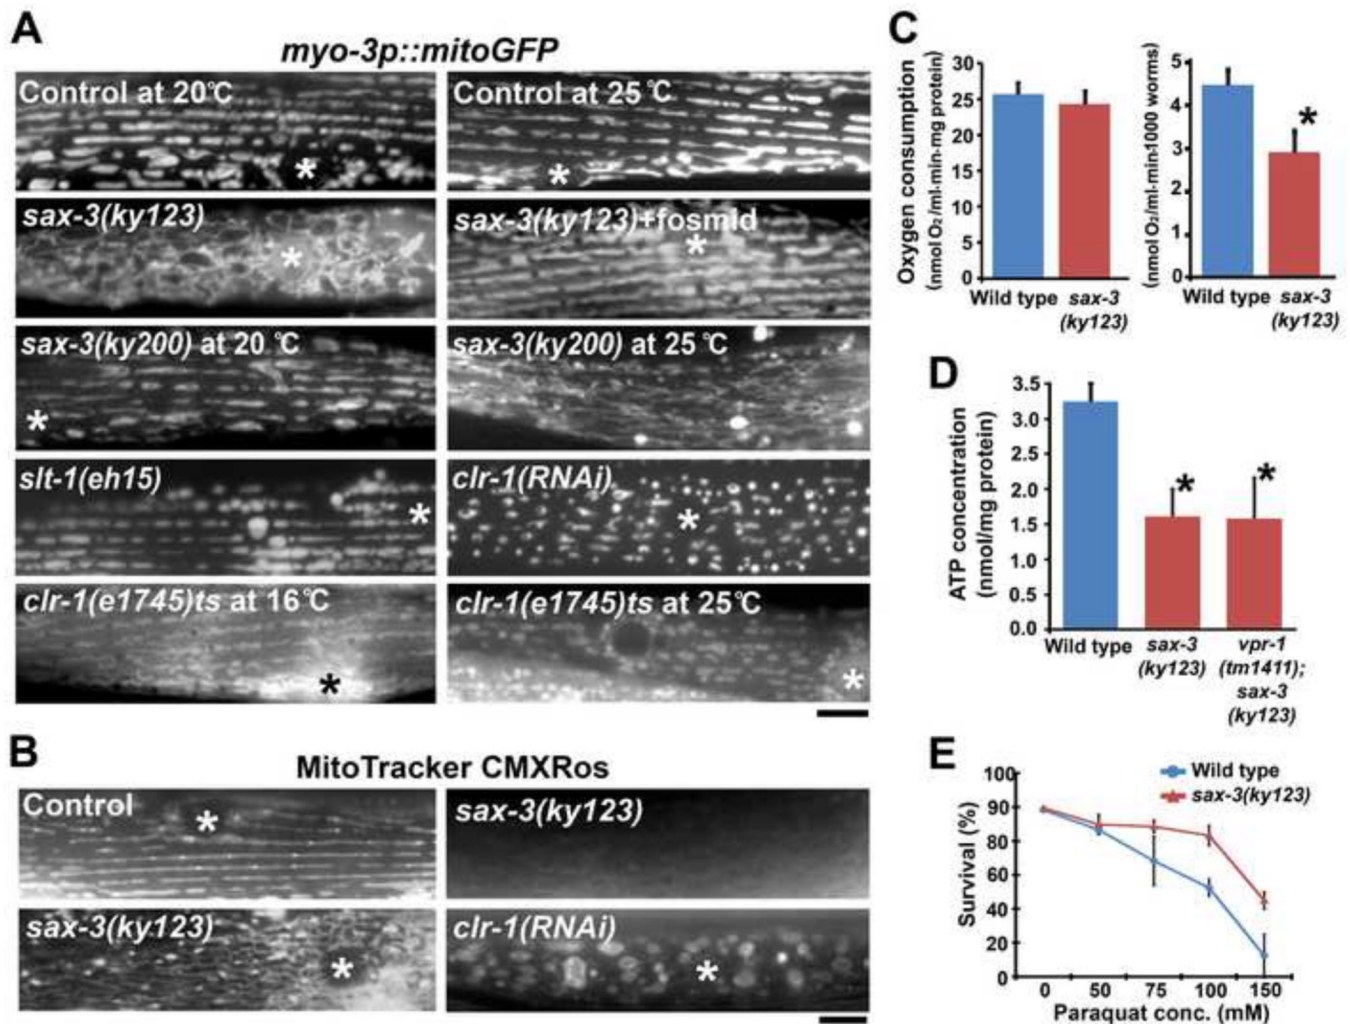 A
myo-3p::mitoGFP
Control at 20°C
Control at 25°C
*
*
sax-3(ky123)
sax-3(ky123)+fosmid
*
*
sax-3(ky200) at 20 °C
sax-3(ky200) at 25 °C
*
slt-1(eh15)
clr-1(RNAi)
*
*
clr-1(e1745)ts at 16°C
clr-1(e1745)ts at 25°C
*
*
B
MitoTracker CMXRos
Control
sax-3(ky123)
*
sax-3(ky123)
clr-1(RNAi)
*
*
C
Oxygen consumption
(nmol O₂/ml-min-mg protein)
30
25
20
15
10
5
0
Wild type
sax-3
(ky123)
(nmol O₂/ml-min-1000 worms)
5
4
3
2
1
0
*
Wild type
sax-3
(ky123)
D
ATP concentration
(nmol/mg protein)
3.5
3.0
2.5
2.0
1.5
1.0
0.5
0.0
*
*
Wild type
sax-3
(ky123)
vpr-1
(tm1411);
sax-3
(ky123)
E
Survival (%)
100
90
80
60
40
20
0
Wild type
sax-3(ky123)
0 50 75 100 150
Paraquat conc. (mM)